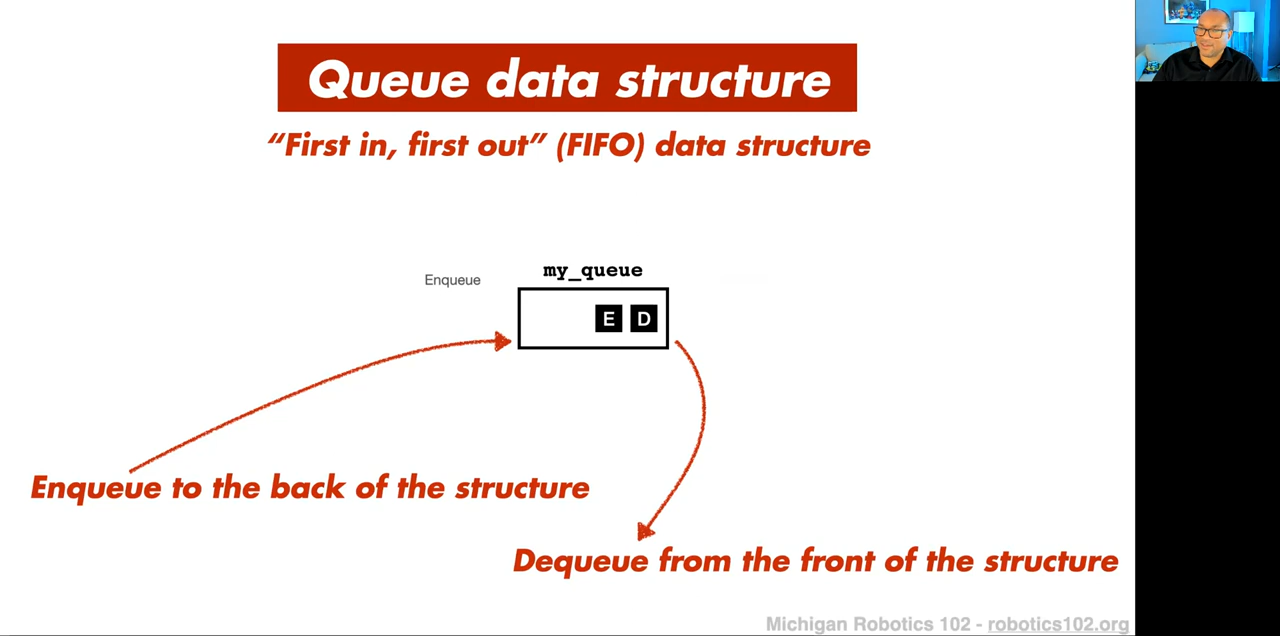 Queue data structure
“First in, first out” (FIFO) data structure
Enqueue
my_queue
E D
Enqueue to the back of the structure
Dequeue from the front of the structure
Michigan Robotics 102 - robotics102.org